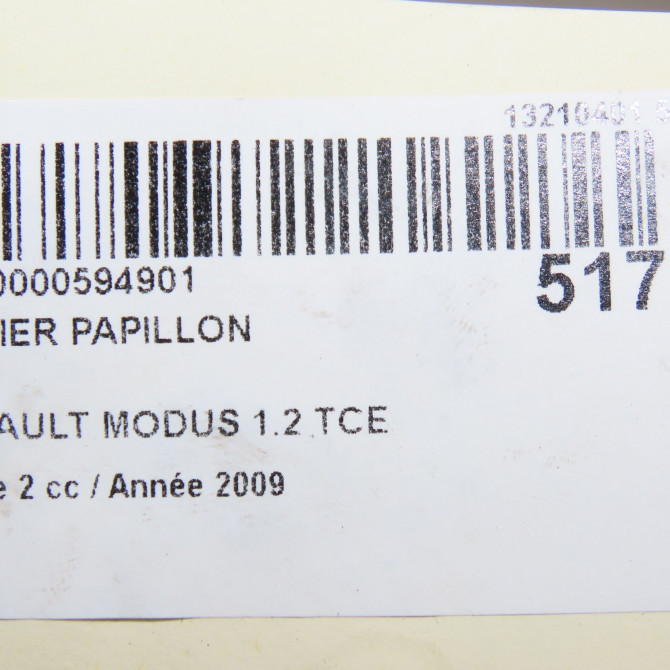 13210401
0000594901
517
IER PAPILLON
AULT MODUS 1.2 TCE
e 2 cc / Année 2009